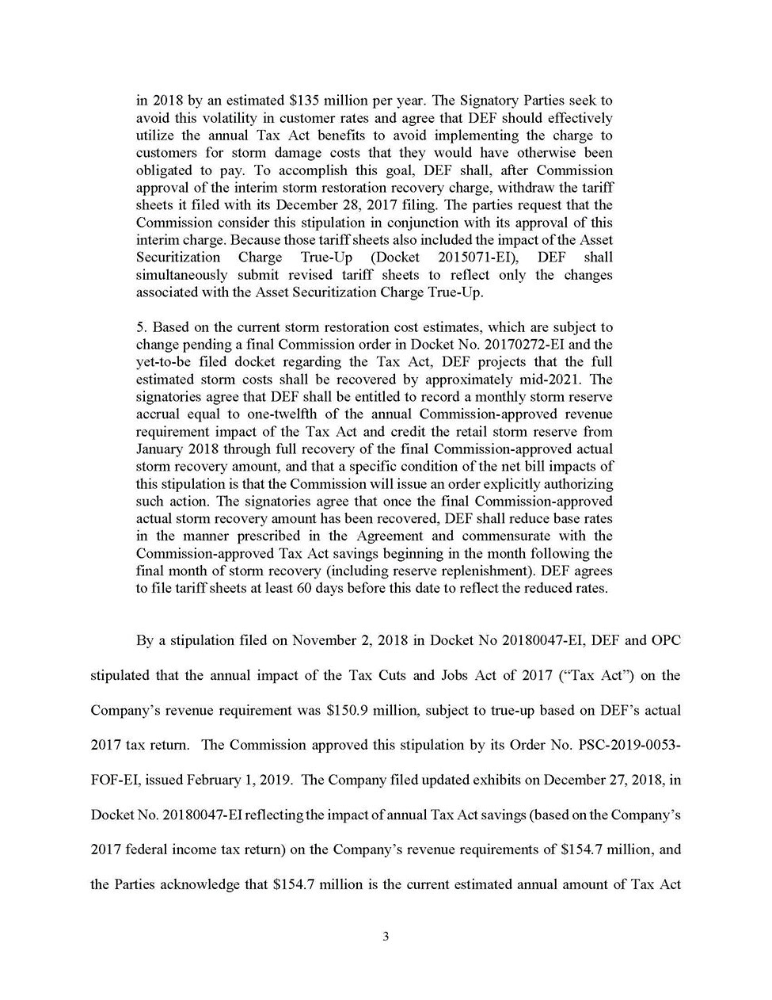 in 2018 by an estimated $135 million per year. The Signatory Parties seek to
avoid this volatility in customer rates and agree that DEF should effectively
utilize the annual Tax Act benefits to avoid implementing the charge to
customers for storm damage costs that they would have otherwise been
obligated to pay. To accomplish this goal, DEF shall, after Commission
approval of the interim storm restoration recovery charge, withdraw the tariff
sheets it filed with its December 28, 2017 filing. The parties request that the
Commission consider this stipulation in conjunction with its approval of this
interim charge. Because those tariff sheets also included the impact of the Asset
Securitization Charge True-Up (Docket 2015071-EI), DEF shall
simultaneously submit revised tariff sheets to reflect only the changes
associated with the Asset Securitization Charge True-Up.
5. Based on the current storm restoration cost estimates, which are subject to
change pending a final Commission order in Docket No. 20170272-EI and the
yet-to-be filed docket regarding the Tax Act, DEF projects that the full
estimated storm costs shall be recovered by approximately mid-2021. The
signatories agree that DEF shall be entitled to record a monthly storm reserve
accrual equal to one-twelfth of the annual Commission-approved revenue
requirement impact of the Tax Act and credit the retail storm reserve from
January 2018 through full recovery of the final Commission-approved actual
storm recovery amount, and that a specific condition of the net bill impacts of
this stipulation is that the Commission will issue an order explicitly authorizing
such action. The signatories agree that once the final Commission-approved
actual storm recovery amount has been recovered, DEF shall reduce base rates
in the manner prescribed in the Agreement and commensurate with the
Commission-approved Tax Act savings beginning in the month following the
final month of storm recovery (including reserve replenishment). DEF agrees
to file tariff sheets at least 60 days before this date to reflect the reduced rates.
By a stipulation filed on November 2, 2018 in Docket No 20180047-EI, DEF and OPC
stipulated that the annual impact of the Tax Cuts and Jobs Act of 2017 (“Tax Act”) on the
Company’s revenue requirement was $150.9 million, subject to true-up based on DEF’s actual
2017 tax return. The Commission approved this stipulation by its Order No. PSC-2019-0053-
FOF-EI, issued February 1, 2019. The Company filed updated exhibits on December 27, 2018, in
Docket No. 20180047-EI reflecting the impact of annual Tax Act savings (based on the Company’s
2017 federal income tax return) on the Company’s revenue requirements of $154.7 million, and
the Parties acknowledge that $154.7 million is the current estimated annual amount of Tax Act
3